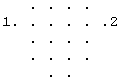 . . . .
1. . . . . .2
. . . .
. . . .
. .